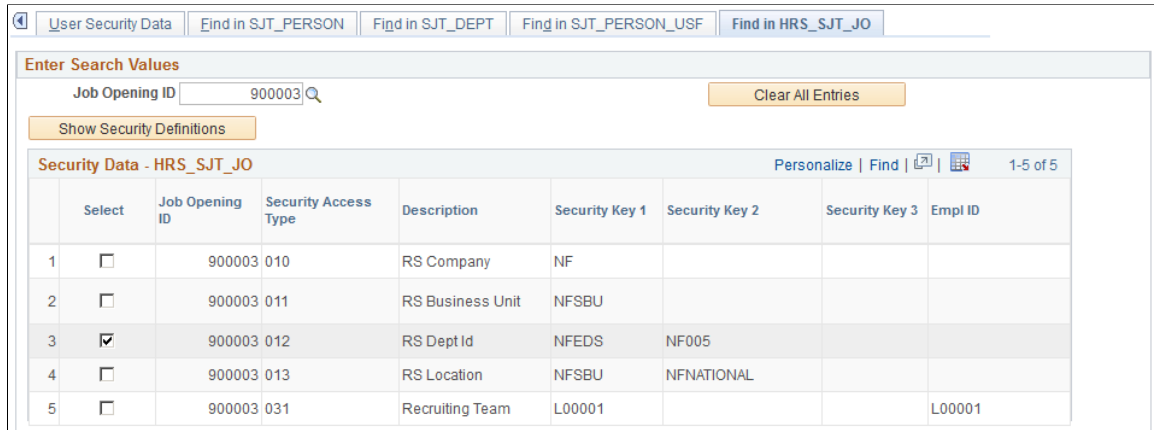 User Security Data Find in SJT_PERSON Find in SJT_DEPT Find in SJT_PERSON_USF Find in HRS_SJT_JO
Enter Search Values
Job Opening ID 900003 Clear All Entries
Show Security Definitions
Security Data - HRS_SJT_JO Personalize | Find | | 1-5 of 5
Select Job Opening ID Security Access Type Description Security Key 1 Security Key 2 Security Key 3 Empl ID
1 900003 010 RS Company NF
2 900003 011 RS Business Unit NFSBU
3 900003 012 RS Dept Id NFEDS NF005
4 900003 013 RS Location NFSBU NFNATIONAL
5 900003 031 Recruiting Team L00001 L00001